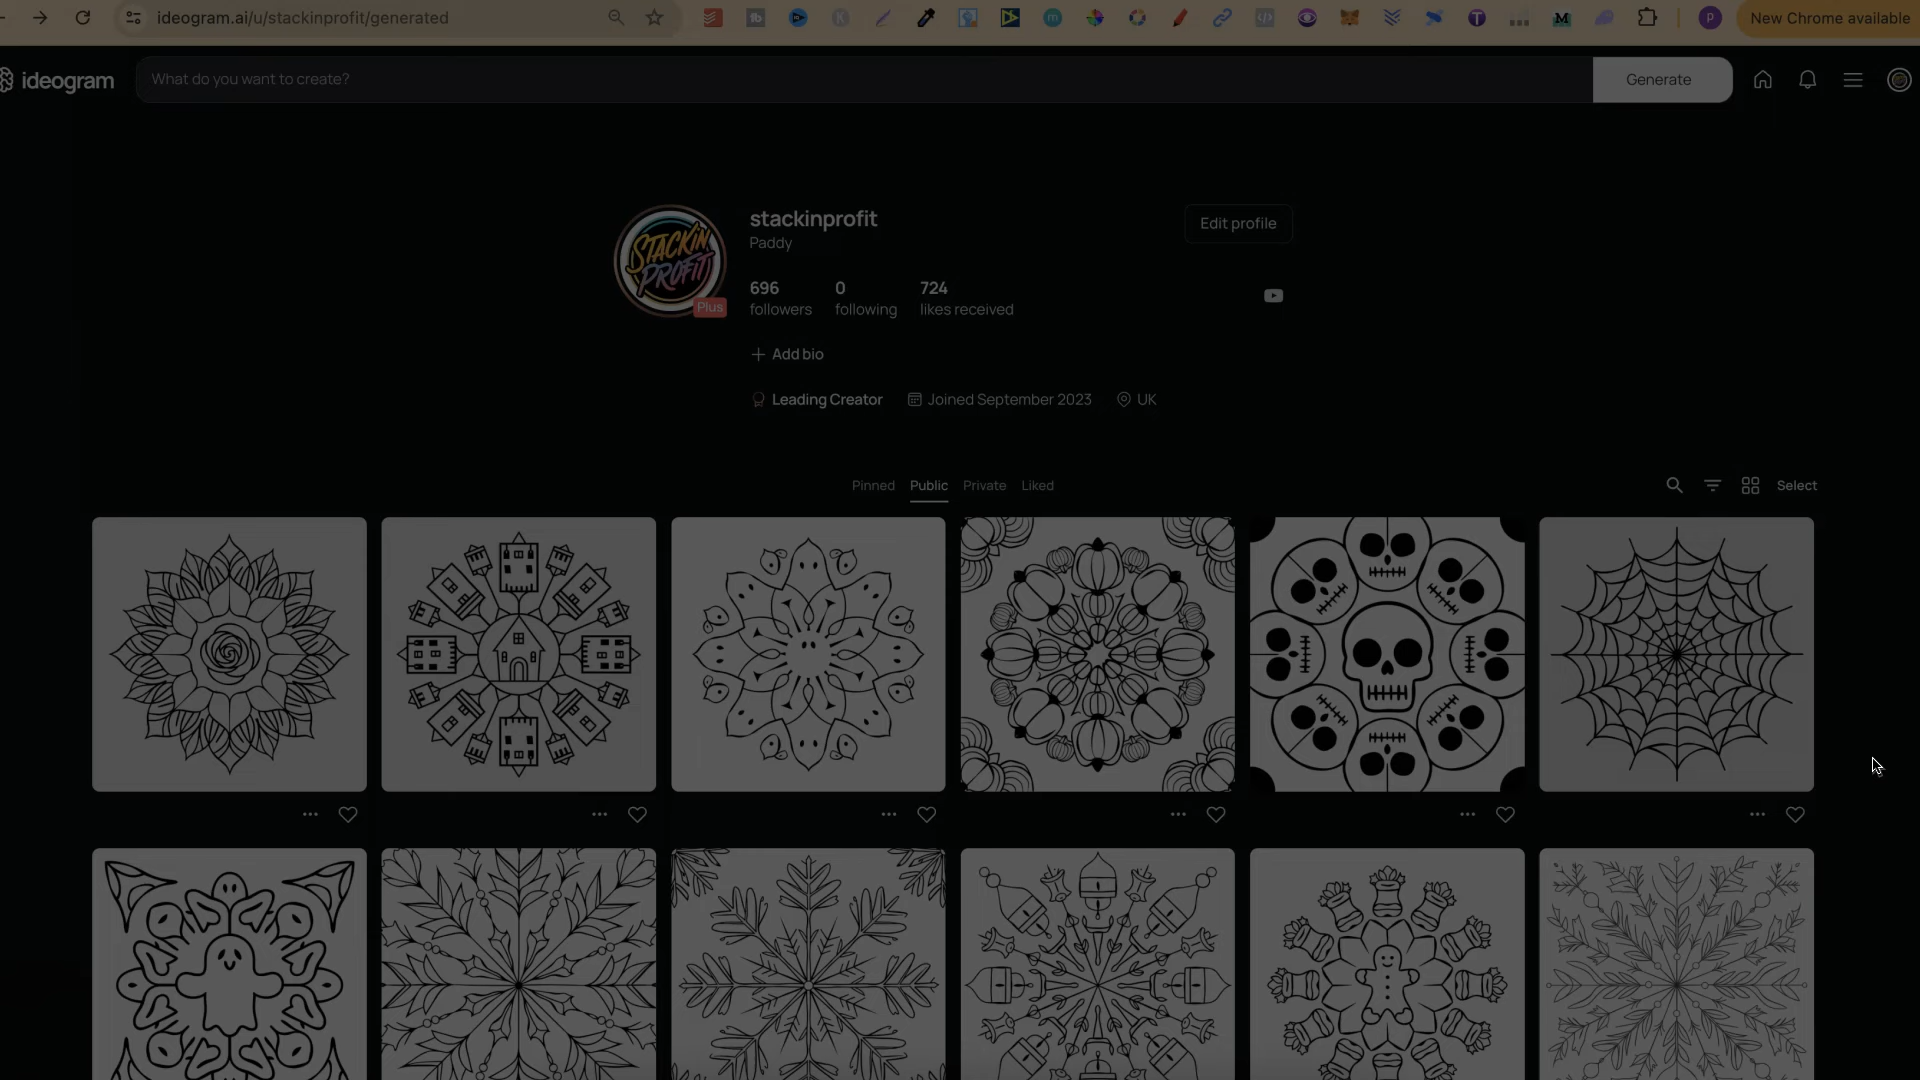 ideogram.ai/u/stackinprofit/generated
New Chrome available
ideogram
What do you want to create?
Generate
STACKIN
PROFIT
Plus
stackinprofit
Paddy
Edit profile
696 followers
0 following
724 likes received
Add bio
Leading Creator
Joined September 2023
UK
Pinned
Public
Private
Liked
Select